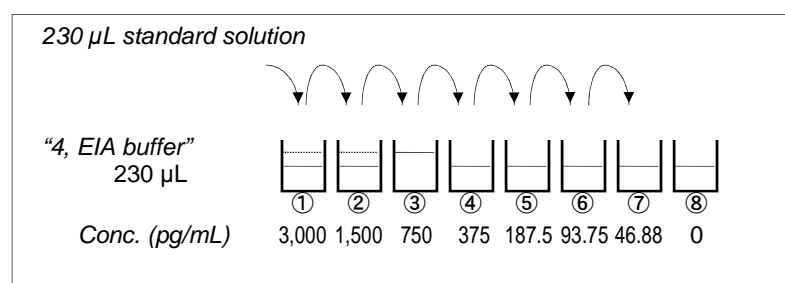 230 µL standard solution
“4, EIA buffer”
230 µL
① ② ③ ④ ⑤ ⑥ ⑦ ⑧
Conc. (pg/mL) 3,000 1,500 750 375 187.5 93.75 46.88 0